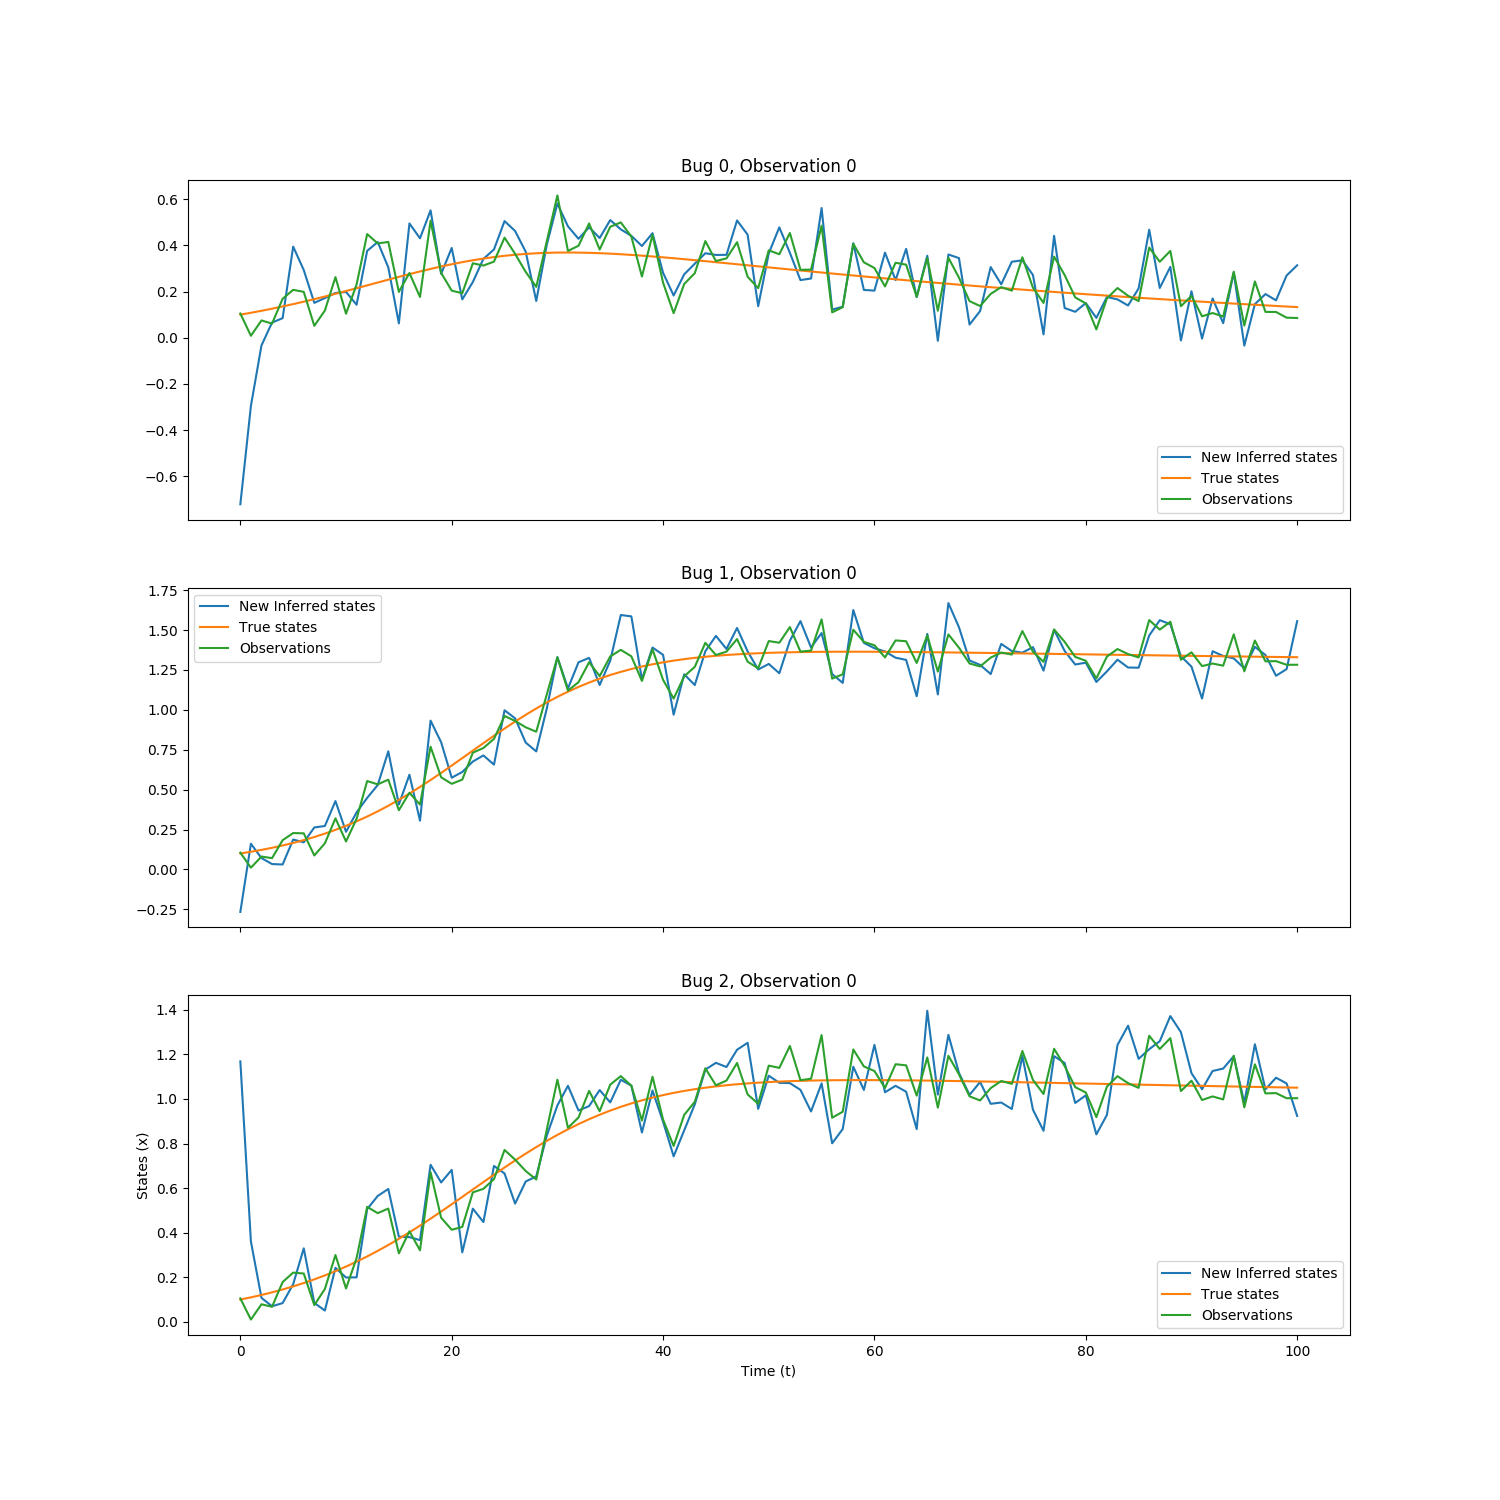 Bug 0, Observation 0
0.6
0.4
0.2
0.0
−0.2
−0.4
−0.6
New Inferred states
True states
Observations
Bug 1, Observation 0
1.75
1.50
1.25
1.00
0.75
0.50
0.25
0.00
−0.25
New Inferred states
True states
Observations
Bug 2, Observation 0
1.4
1.2
1.0
0.8
0.6
0.4
0.2
0.0
States (x)
New Inferred states
True states
Observations
0 20 40 60 80 100
Time (t)